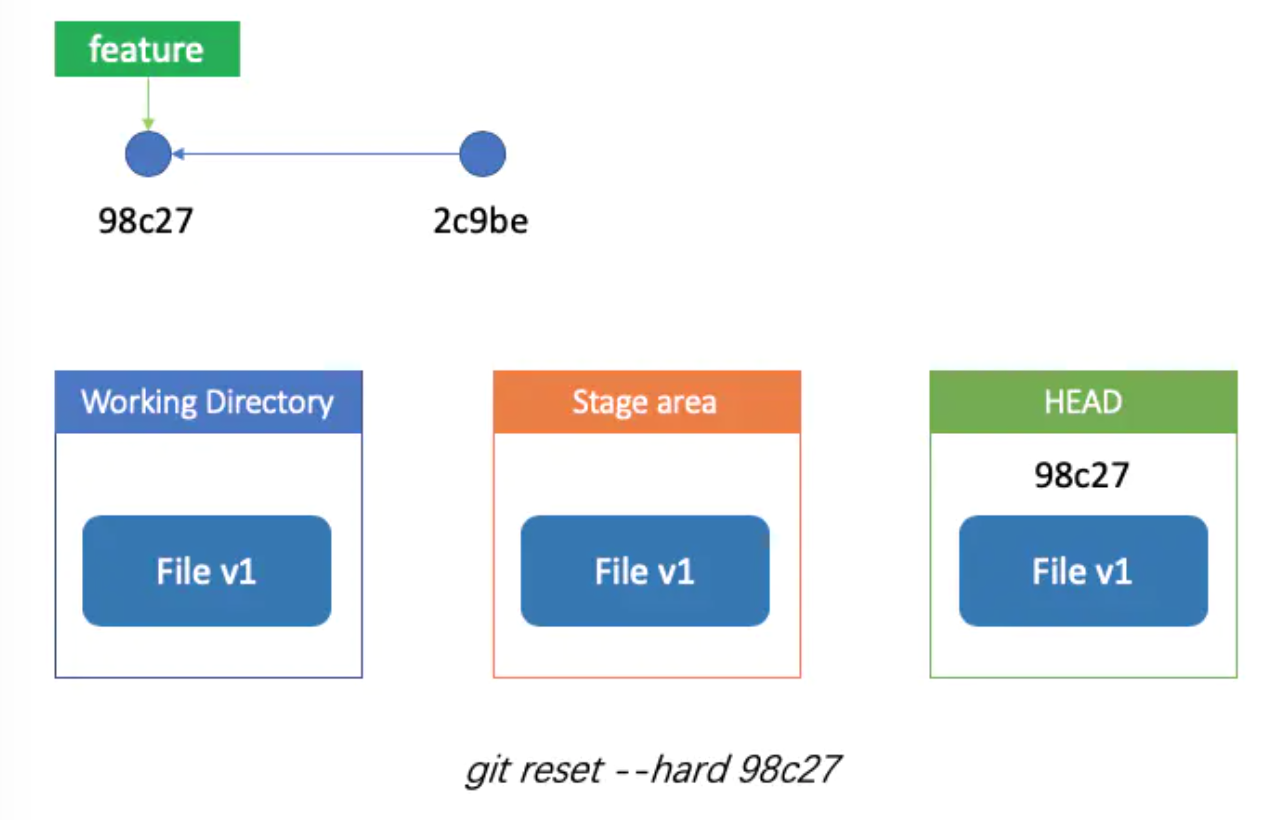 feature
98c27
2c9be
Working Directory
Stage area
HEAD
98c27
File v1
File v1
File v1
git reset --hard 98c27